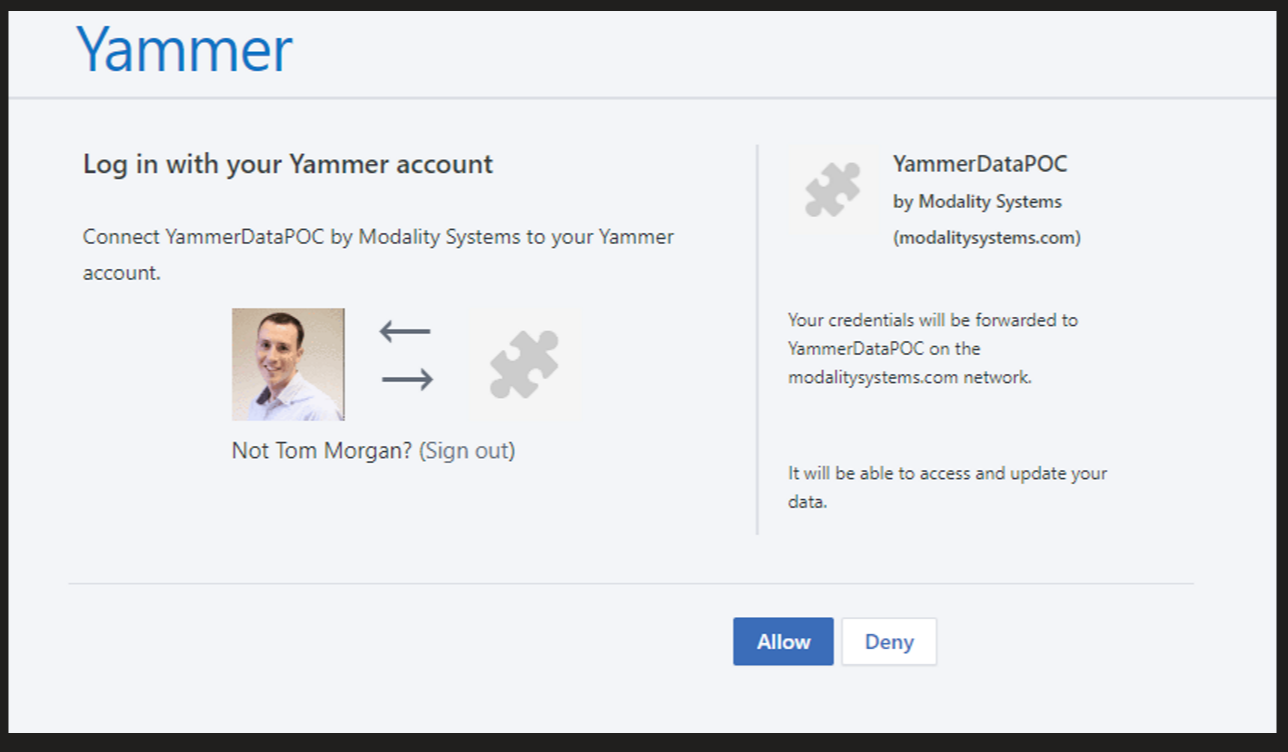 Yammer
Log in with your Yammer account
Connect YammerDataPOC by Modality Systems to your Yammer
account.
Not Tom Morgan? (Sign out)
YammerDataPOC
by Modality Systems
(modalitysystems.com)
Your credentials will be forwarded to
YammerDataPOC on the
modalitysystems.com network.
It will be able to access and update your
data.
Allow
Deny